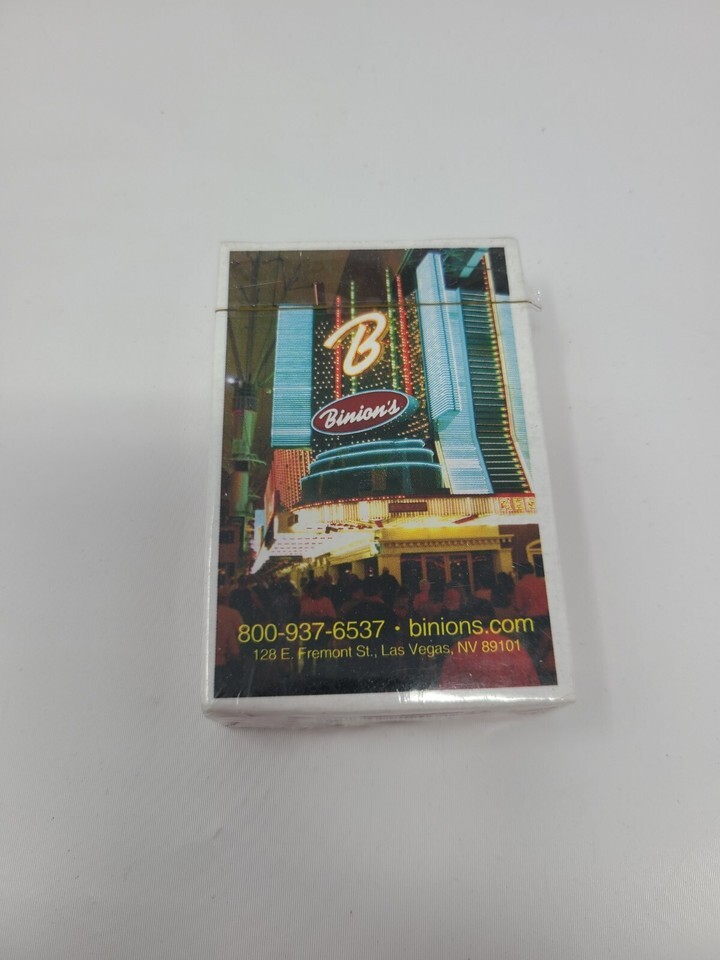 B
Binion's
800-937-6537 • binions.com
128 E. Fremont St., Las Vegas, NV 89101